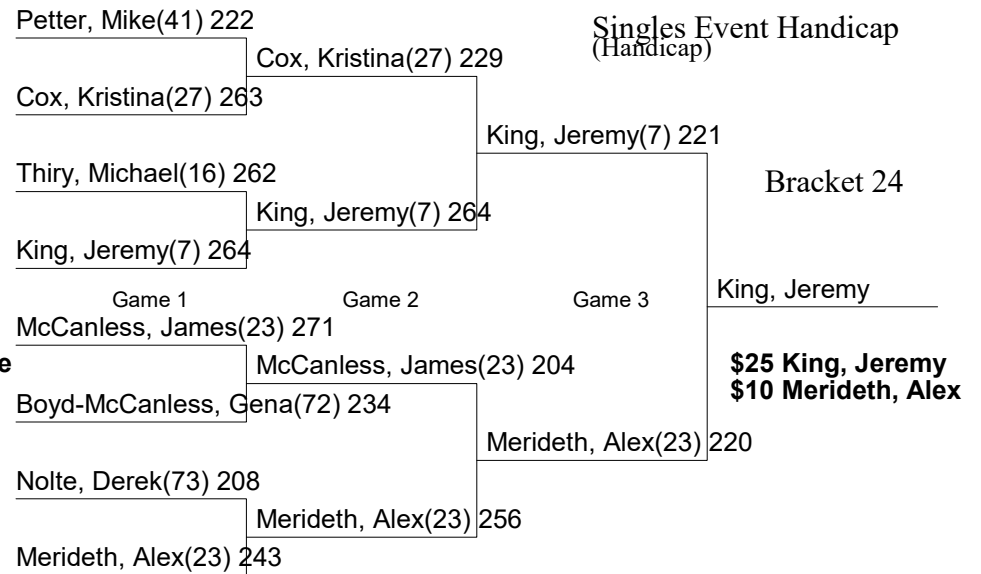 Petter, Mike(41) 222
Singles Event Handicap
(Handicap)
Cox, Kristina(27) 229
Cox, Kristina(27) 263
King, Jeremy(7) 221
Thiry, Michael(16) 262
Bracket 24
King, Jeremy(7) 264
King, Jeremy(7) 264
Game 1
Game 2
Game 3
King, Jeremy
McCanless, James(23) 271
e
McCanless, James(23) 204
$25 King, Jeremy
$10 Merideth, Alex
Boyd-McCanless, Gena(72) 234
Merideth, Alex(23) 220
Nolte, Derek(73) 208
Merideth, Alex(23) 256
Merideth, Alex(23) 243